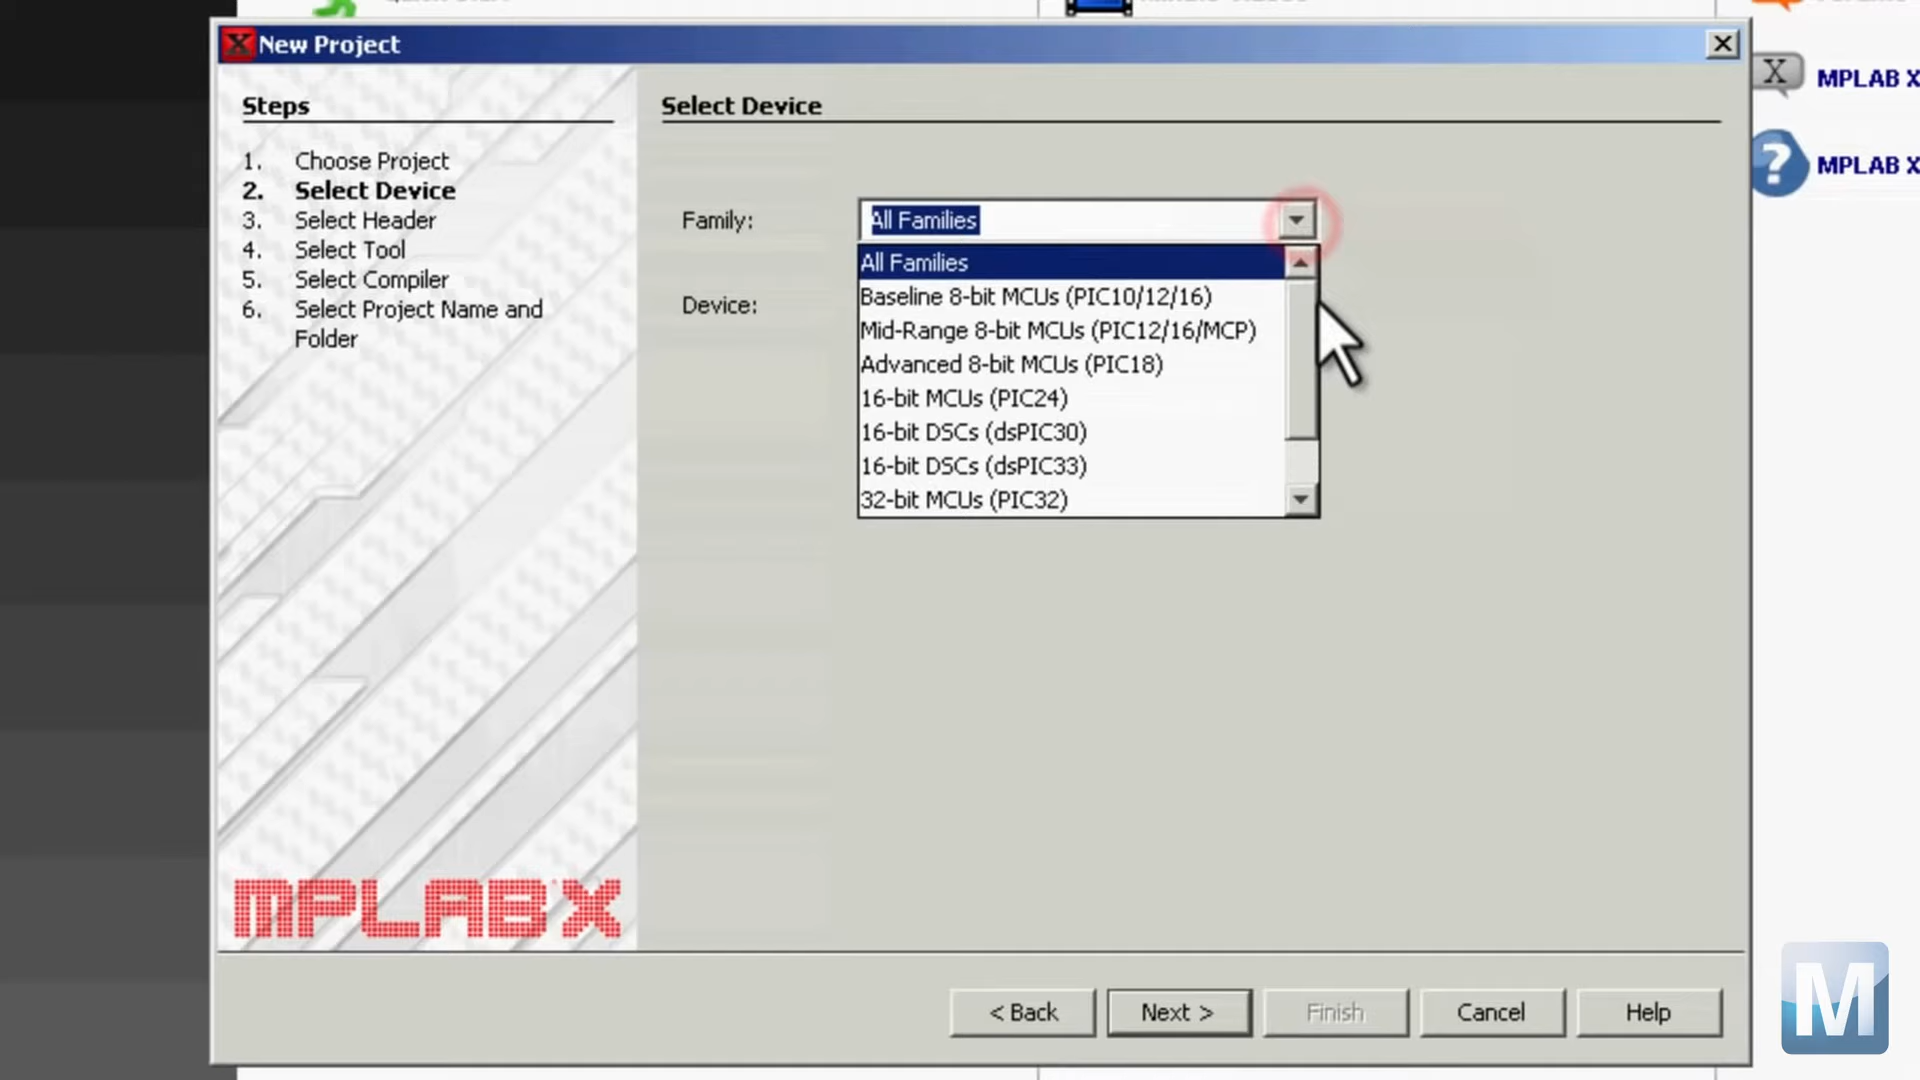 New Project
MPLAB X
Steps
Select Device
1. Choose Project
2. Select Device
3. Select Header
4. Select Tool
5. Select Compiler
6. Select Project Name and
Folder
Family:
All Families
All Families
Baseline 8-bit MCUs (PIC10/12/16)
Mid-Range 8-bit MCUs (PIC12/16/MCP)
Advanced 8-bit MCUs (PIC18)
16-bit MCUs (PIC24)
16-bit DSCs (dsPIC30)
16-bit DSCs (dsPIC33)
32-bit MCUs (PIC32)
Device:
MPLAB X
MPLAB X
< Back
Next >
Finish
Cancel
Help
M